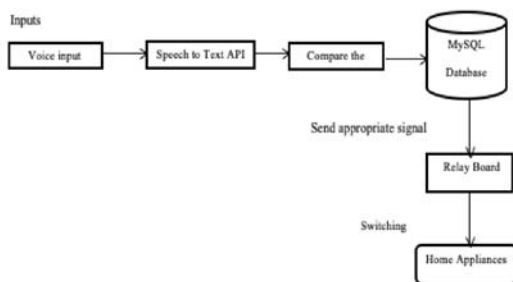 Inputs
Voice input
Speech to Text API
Compare the
MySQL
Database
Send appropriate signal
Relay Board
Switching
Home Appliances